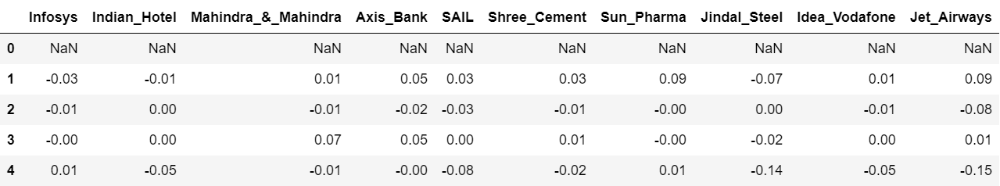 Infosys Indian_Hotel Mahindra_&_Mahindra Axis_Bank SAIL Shree_Cement Sun_Pharma Jindal_Steel Idea_Vodafone Jet_Airways
0 NaN NaN NaN NaN NaN NaN NaN NaN NaN NaN
1 -0.03 -0.01 0.01 0.05 0.03 0.03 0.09 -0.07 0.01 0.09
2 -0.01 0.00 -0.01 -0.02 -0.03 -0.01 -0.00 0.00 -0.01 -0.08
3 -0.00 0.00 0.07 0.05 0.00 0.01 -0.00 -0.02 0.00 0.01
4 0.01 -0.05 -0.01 -0.00 -0.08 -0.02 0.01 -0.14 -0.05 -0.15